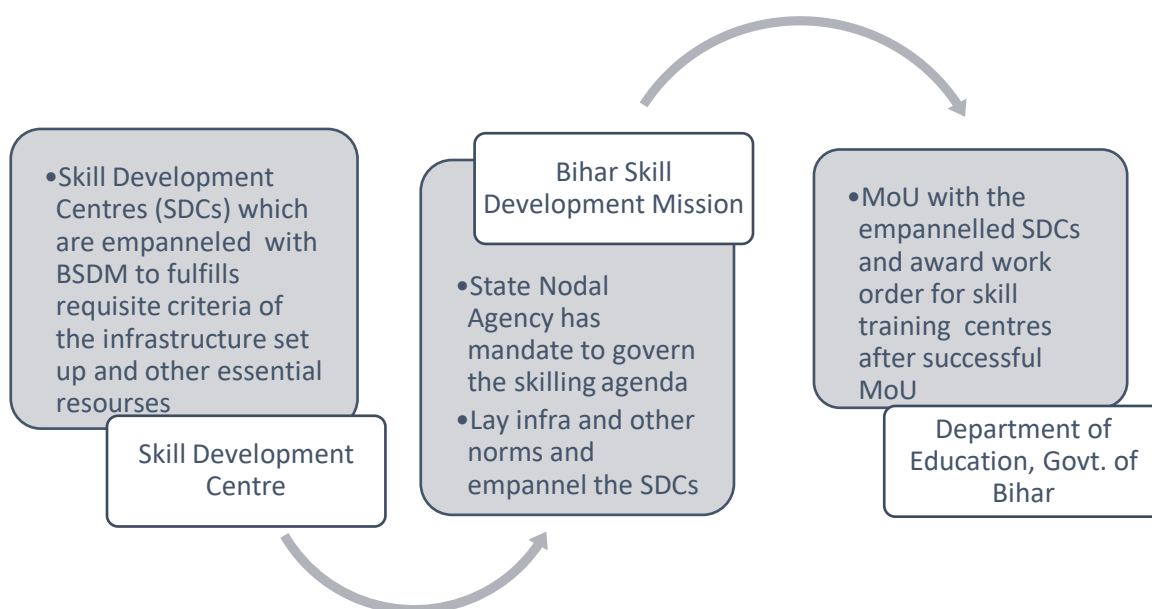 •Skill Development
Centres (SDCs) which
are empanneled with
BSDM to fulfills
requisite criteria of
the infrastructure set
up and other essential
resourses
Skill Development
Centre
Bihar Skill
Development Mission
•State Nodal
Agency has
mandate to govern
the skilling agenda
•Lay infra and other
norms and
empannel the SDCs
•MoU with the
empannelled SDCs
and award work
order for skill
training centres
after successful
MoU
Department of
Education, Govt. of
Bihar